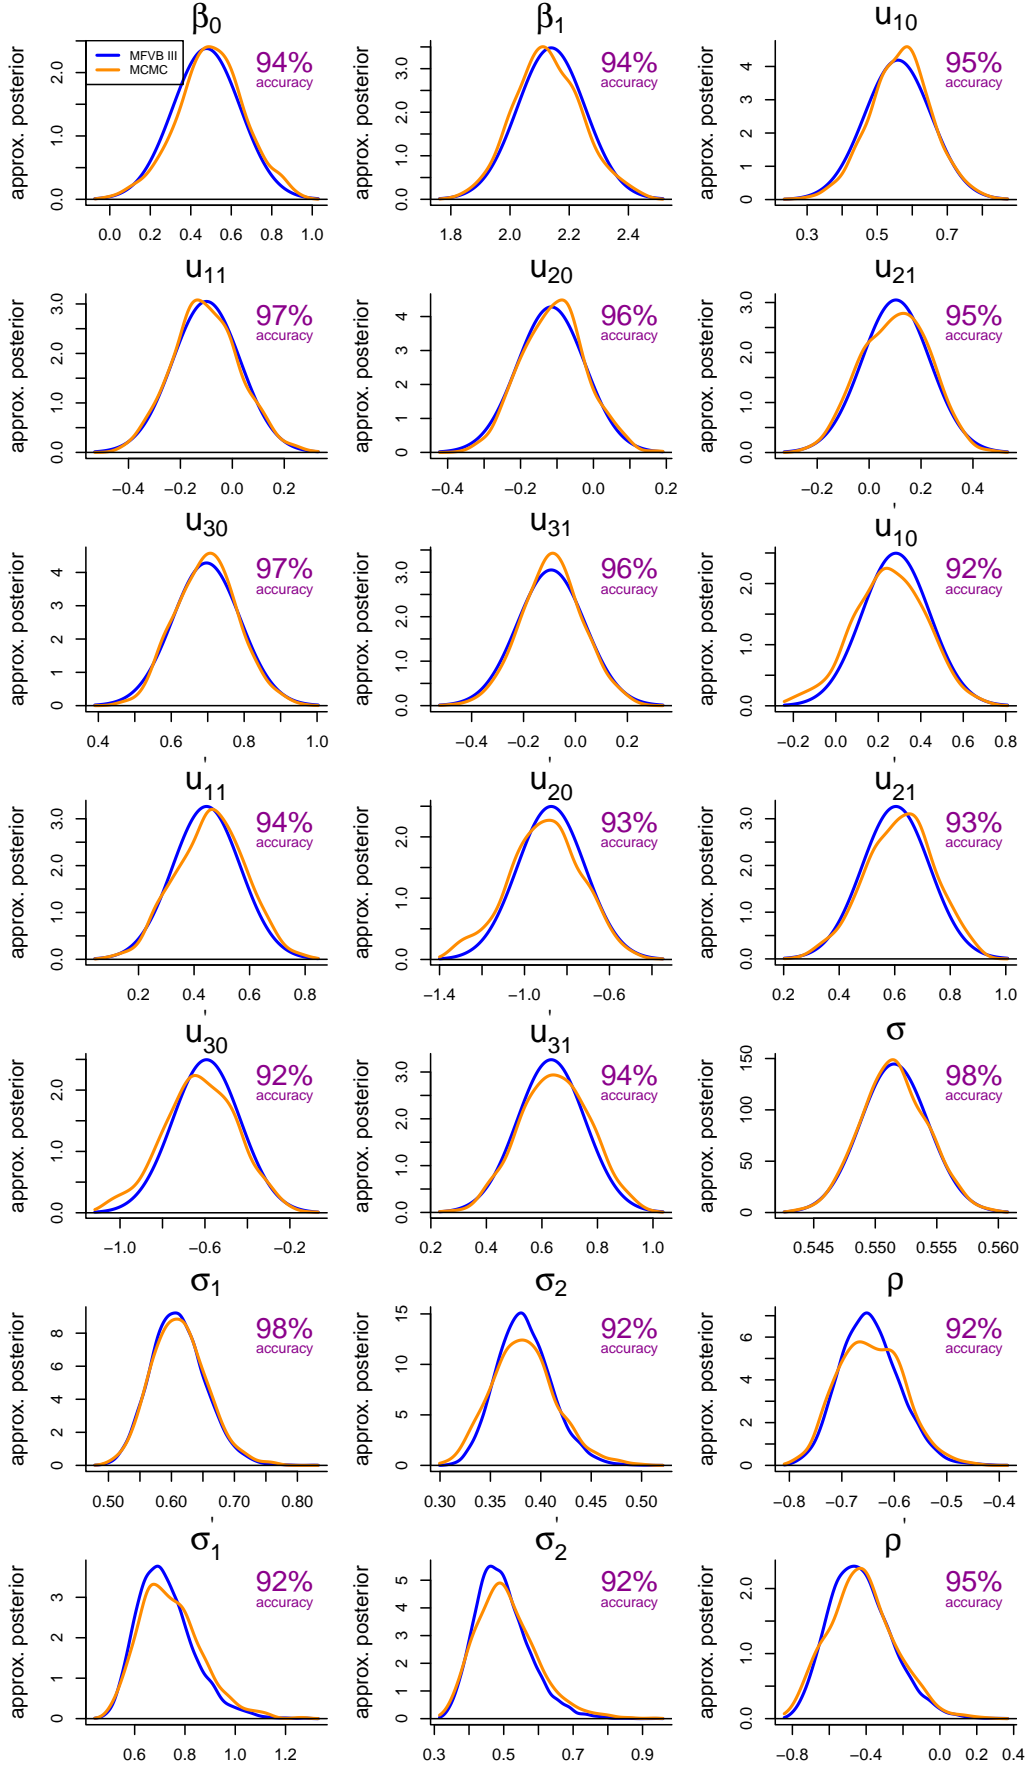 β0
β1
u10
approx. posterior
0.0 1.0 2.0
MFVB III
MCMC
94%
accuracy
0.0 0.2 0.4 0.6 0.8 1.0
approx. posterior
0.0 1.0 2.0 3.0
94%
accuracy
1.8 2.0 2.2 2.4
approx. posterior
0 1 2 3 4
95%
accuracy
0.3 0.5 0.7
u11
u20
u21
approx. posterior
0.0 1.0 2.0 3.0
97%
accuracy
−0.4 −0.2 0.0 0.2
approx. posterior
0 1 2 3 4
96%
accuracy
−0.4 −0.2 0.0 0.2
approx. posterior
0.0 1.0 2.0 3.0
95%
accuracy
−0.2 0.0 0.2 0.4
u30
u31
u'10
approx. posterior
0 1 2 3 4
97%
accuracy
0.4 0.6 0.8 1.0
approx. posterior
0.0 1.0 2.0 3.0
96%
accuracy
−0.4 −0.2 0.0 0.2
approx. posterior
0.0 1.0 2.0
92%
accuracy
−0.2 0.0 0.2 0.4 0.6 0.8
u'11
u'20
u'21
approx. posterior
0.0 1.0 2.0 3.0
94%
accuracy
0.2 0.4 0.6 0.8
approx. posterior
0.0 1.0 2.0
93%
accuracy
−1.4 −1.0 −0.6
approx. posterior
0.0 1.0 2.0 3.0
93%
accuracy
0.2 0.4 0.6 0.8 1.0
u'30
u'31
σ
approx. posterior
0.0 1.0 2.0
92%
accuracy
−1.0 −0.6 −0.2
approx. posterior
0.0 1.0 2.0 3.0
94%
accuracy
0.2 0.4 0.6 0.8 1.0
approx. posterior
0 50 100 150
98%
accuracy
0.545 0.550 0.555 0.560
σ1
σ2
ρ
approx. posterior
0 2 4 6 8
98%
accuracy
0.50 0.60 0.70 0.80
approx. posterior
0 5 10 15
92%
accuracy
0.30 0.35 0.40 0.45 0.50
approx. posterior
0 2 4 6
92%
accuracy
−0.8 −0.7 −0.6 −0.5 −0.4
σ'1
σ'2
ρ'
approx. posterior
0 1 2 3
92%
accuracy
0.6 0.8 1.0 1.2
approx. posterior
0 1 2 3 4 5
92%
accuracy
0.3 0.5 0.7 0.9
approx. posterior
0.0 1.0 2.0
95%
accuracy
−0.8 −0.4 0.0 0.2 0.4